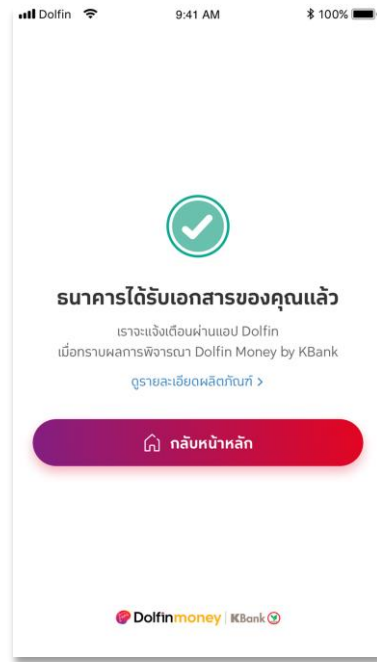 Dolfin 9:41 AM 100%
ธนาคารได้รับเอกสารของคุณแล้ว
เราจะแจ้งเตือนผ่านแอป Dolfin
เมื่อทราบผลการพิจารณา Dolfin Money by KBank
ดูรายละเอียดผลิตภัณฑ์ >
กลับหน้าหลัก
Dolfinmoney KBank